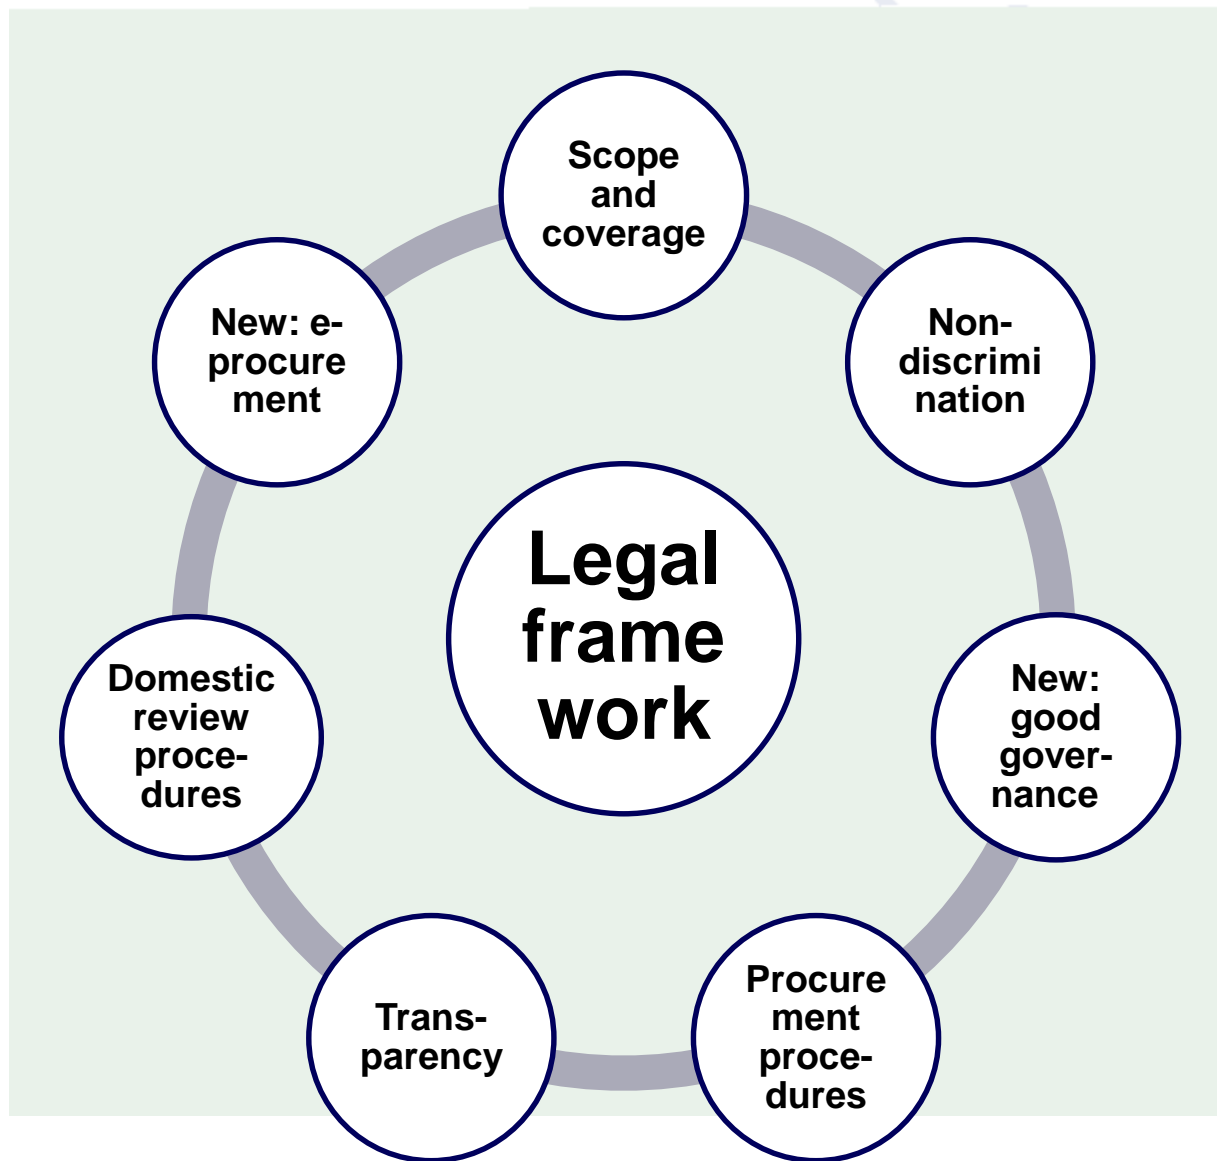 Scope
and
coverage
Non-
discrimi
nation
New:
good
gover-
nance
Procure
ment
proce-
dures
Trans-
parency
Domestic
review
proce-
dures
New: e-
procure
ment
Legal
frame
work